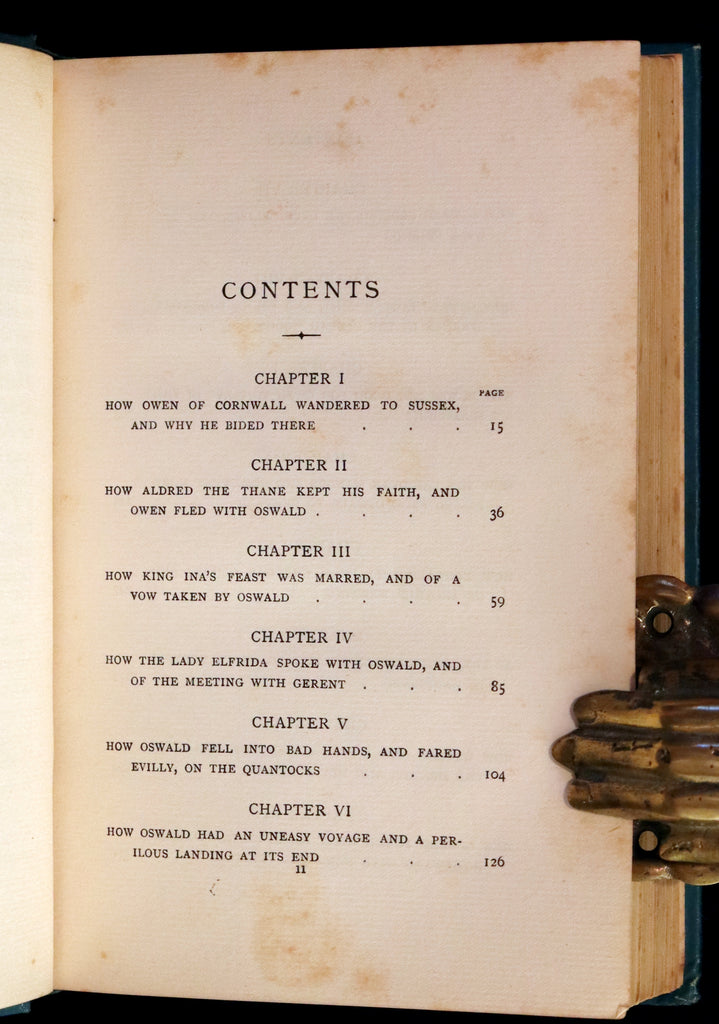 CONTENTS
CHAPTER I
PAGE
HOW OWEN OF CORNWALL WANDERED TO SUSSEX,
AND WHY HE BIDED THERE . . . 15
CHAPTER II
HOW ALDRED THE THANE KEPT HIS FAITH, AND
OWEN FLED WITH OSWALD . . . . 36
CHAPTER III
HOW KING INA'S FEAST WAS MARRED, AND OF A
VOW TAKEN BY OSWALD . . . . 59
CHAPTER IV
HOW THE LADY ELFRIDA SPOKE WITH OSWALD, AND
OF THE MEETING WITH GERENT . . . 85
CHAPTER V
HOW OSWALD FELL INTO BAD HANDS, AND FARED
EVILLY, ON THE QUANTOCKS . . . 104
CHAPTER VI
HOW OSWALD HAD AN UNEASY VOYAGE AND A PER-
ILOUS LANDING AT ITS END . . . 126
11